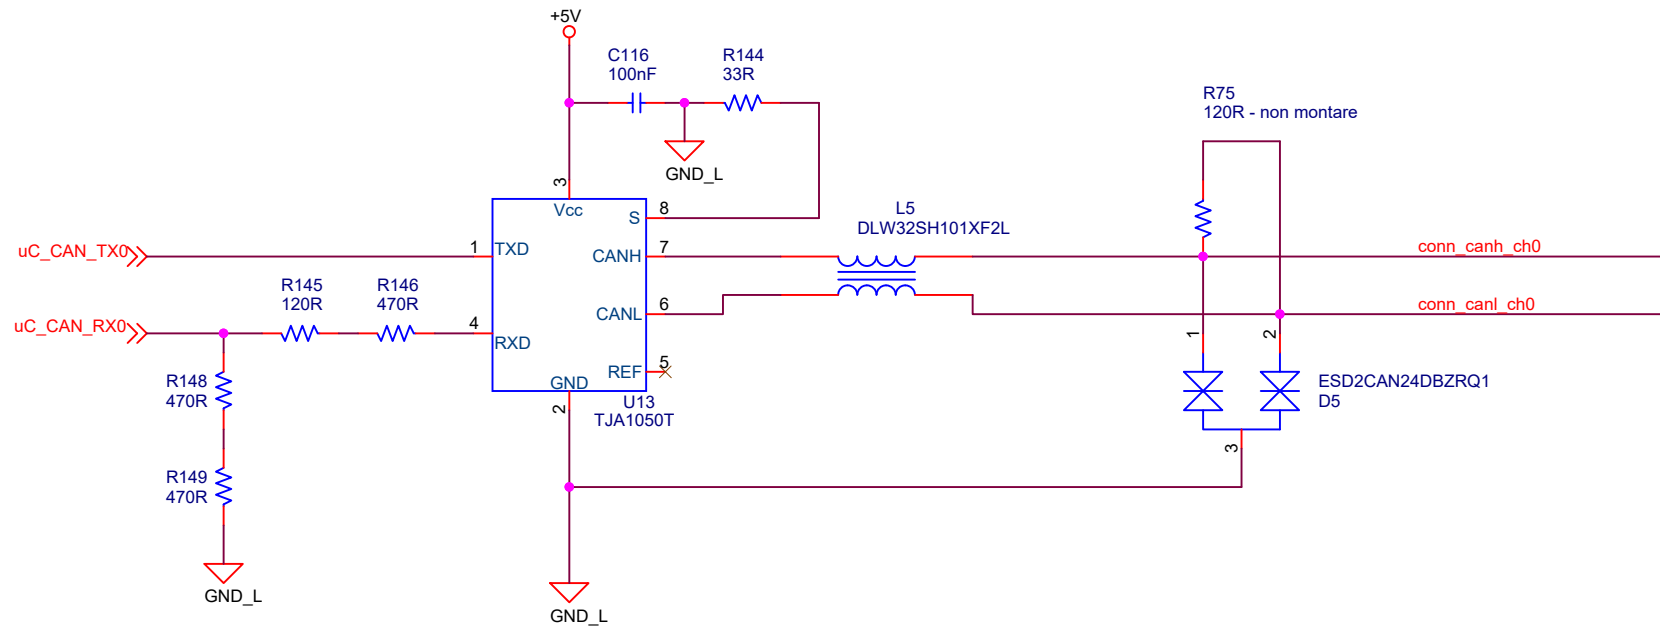 +5V
C116
100nF
R144
33R
R75
120R - non montare
GND_L
3
Vcc
S
8
L5
DLW32SH101XF2L
uC_CAN_TX0
1
TXD
CANH
7
conn_canh_ch0
R145
120R
R146
470R
CANL
6
conn_canl_ch0
uC_CAN_RX0
4
RXD
1
2
REF
5
R148
470R
GND
2
U13
TJA1050T
ESD2CAN24DBZRQ1
D5
3
R149
470R
GND_L
GND_L